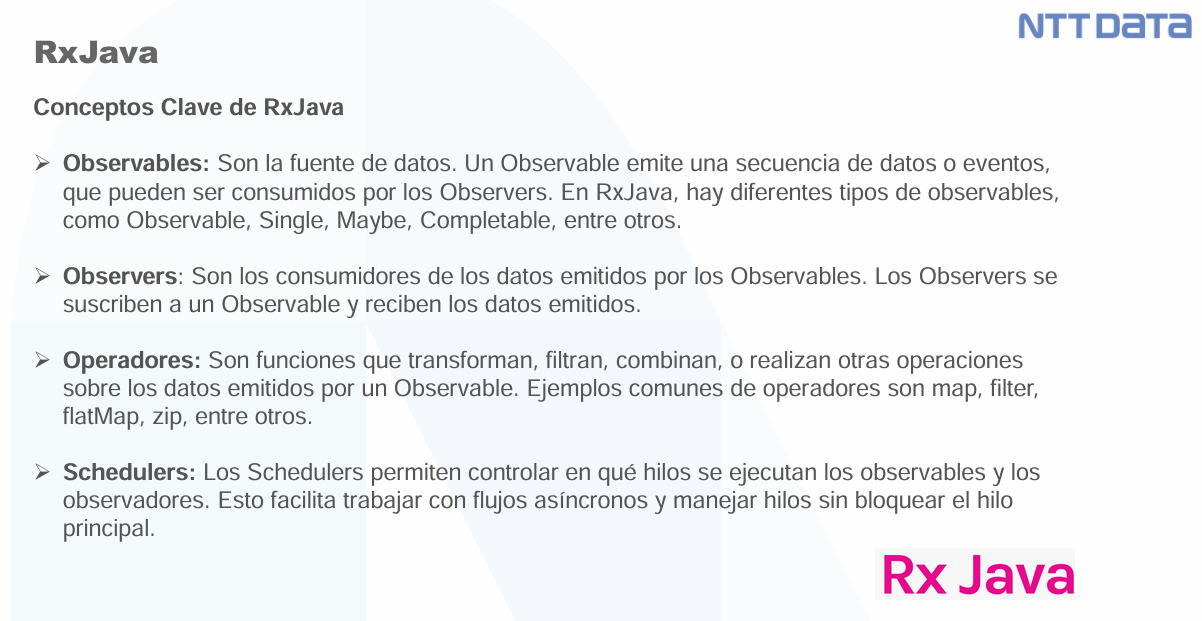 NTT DATA
RxJava
Conceptos Clave de RxJava
➢ Observables: Son la fuente de datos. Un Observable emite una secuencia de datos o eventos,
que pueden ser consumidos por los Observers. En RxJava, hay diferentes tipos de observables,
como Observable, Single, Maybe, Completable, entre otros.
➢ Observers: Son los consumidores de los datos emitidos por los Observables. Los Observers se
suscriben a un Observable y reciben los datos emitidos.
➢ Operadores: Son funciones que transforman, filtran, combinan, o realizan otras operaciones
sobre los datos emitidos por un Observable. Ejemplos comunes de operadores son map, filter,
flatMap, zip, entre otros.
➢ Schedulers: Los Schedulers permiten controlar en qué hilos se ejecutan los observables y los
observadores. Esto facilita trabajar con flujos asíncronos y manejar hilos sin bloquear el hilo
principal.
Rx Java